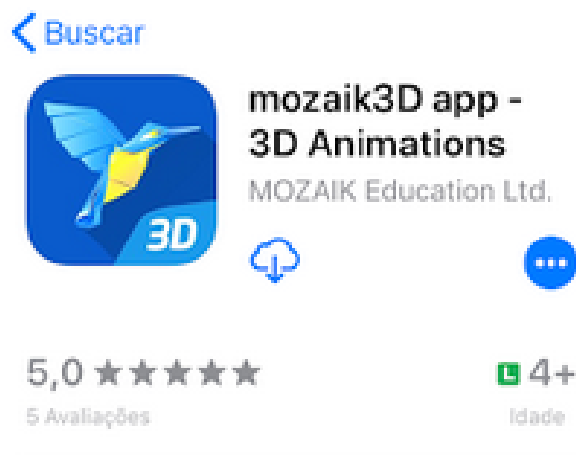 Buscar
mozaik3D app -
3D Animations
MOZAIK Education Ltd.
3D
5,0
L 4+
5 Avaliações
Idade